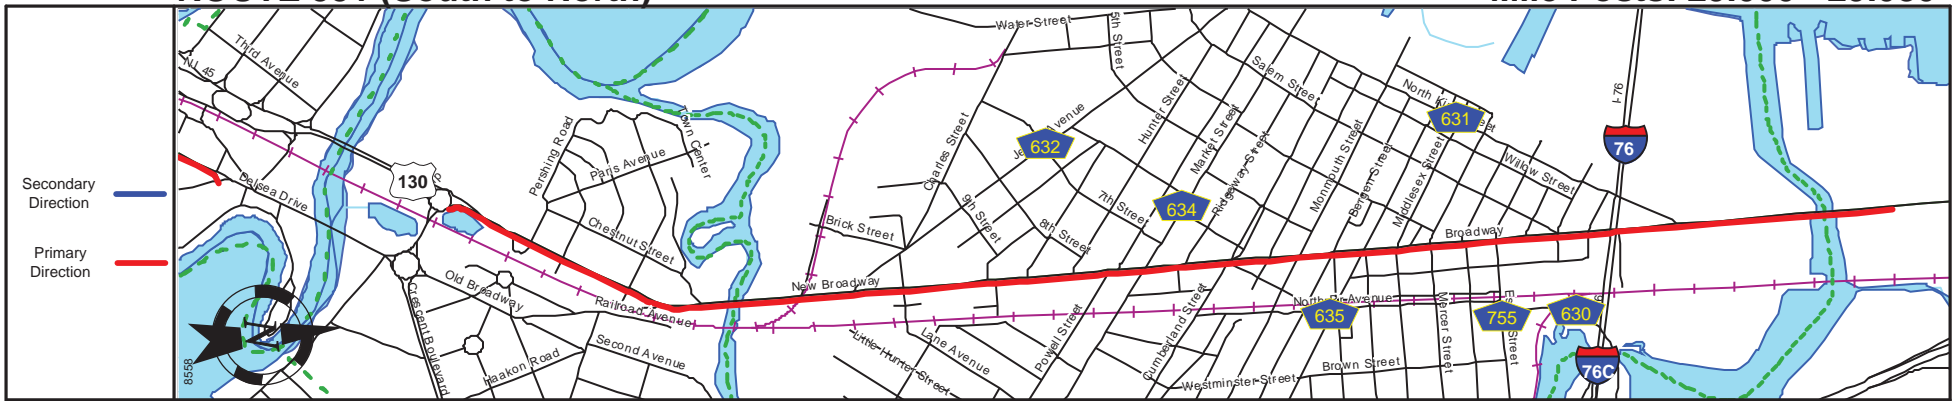 Secondary
Direction
Primary
Direction
Third Avenue
NJ 45
Delsea Drive
130
Pershing Road
Paris Avenue
Town Center
Chestnut Street
Old Broadway
Railroad Avenue
Crescent Boulevard
Haakon Road
Second Avenue
8558
Water Street
5th Street
Charles Street
632
Hunter Street
Market Street
Ridgeway Street
Salem Street
631
Monmouth Street
Bergen Street
Middlesex Street
Willow Street
I-76
76
9th Street
8th Street
7th Street
634
Brick Street
New Broadway
Broadway
Little Hunter Street
Lane Avenue
Powell Street
Cumberland Street
Westminster Street
Brown Street
Mercer Street
Street
635
755
630
76C